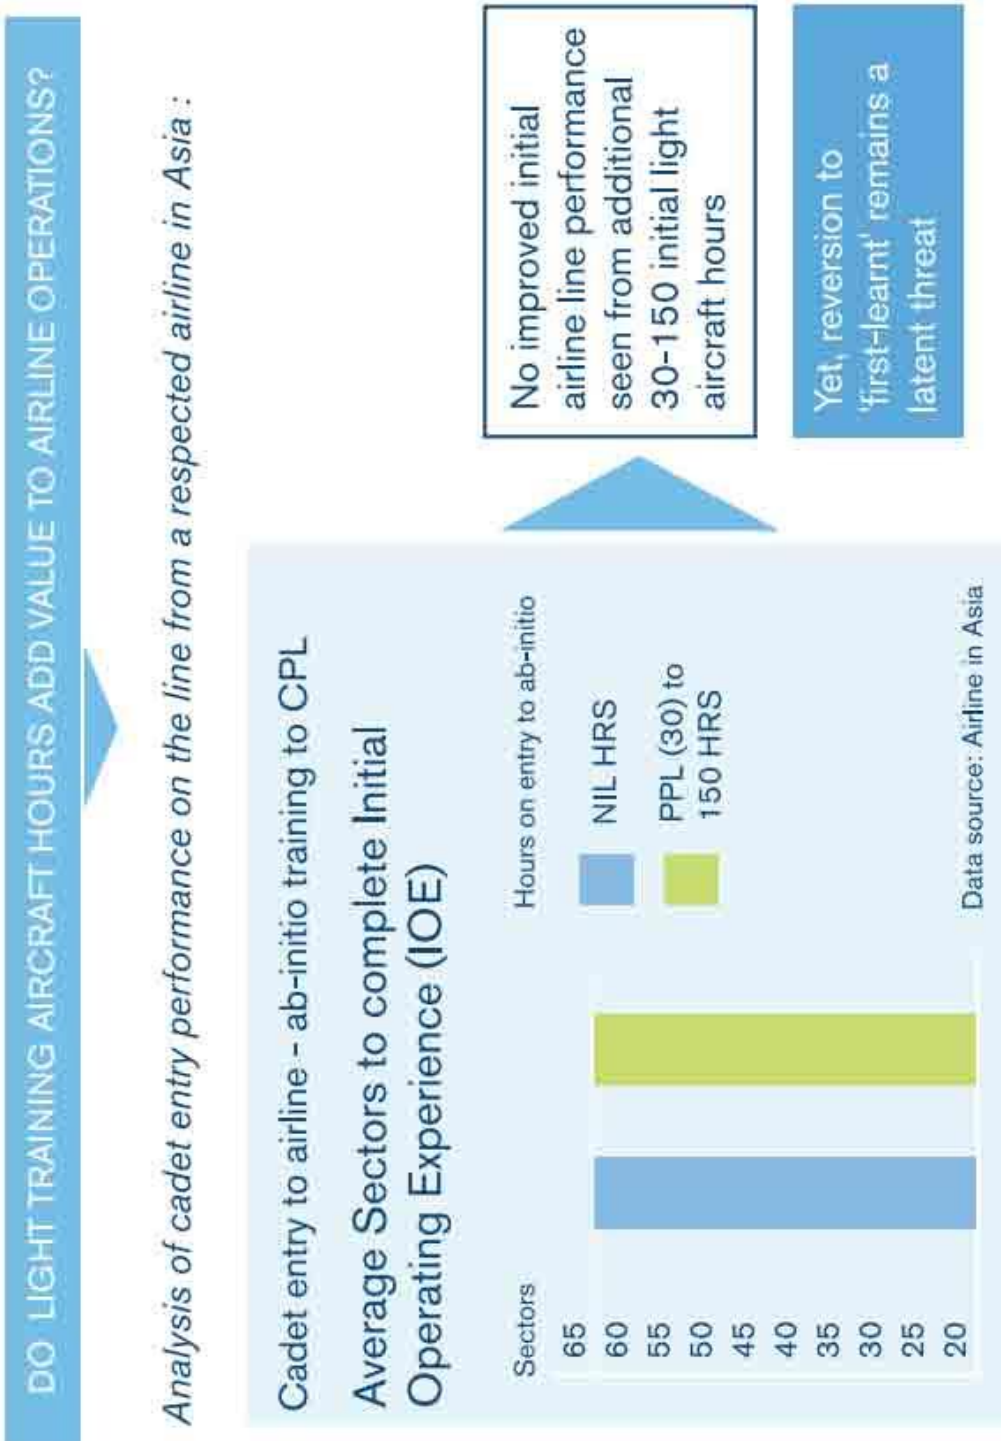 DO LIGHT TRAINING AIRCRAFT HOURS ADD VALUE TO AIRLINE OPERATIONS?
Analysis of cadet entry performance on the line from a respected airline in Asia :
Cadet entry to airline - ab-initio training to CPL
Average Sectors to complete Initial
Operating Experience (IOE)
Sectors
65
60
55
50
45
40
35
30
25
20
Hours on entry to ab-initio
NIL HRS
PPL (30) to
150 HRS
Data source: Airline in Asia
No improved initial
airline line performance
seen from additional
30-150 initial light
aircraft hours
Yet, reversion to
'first-learnt' remains a
latent threat